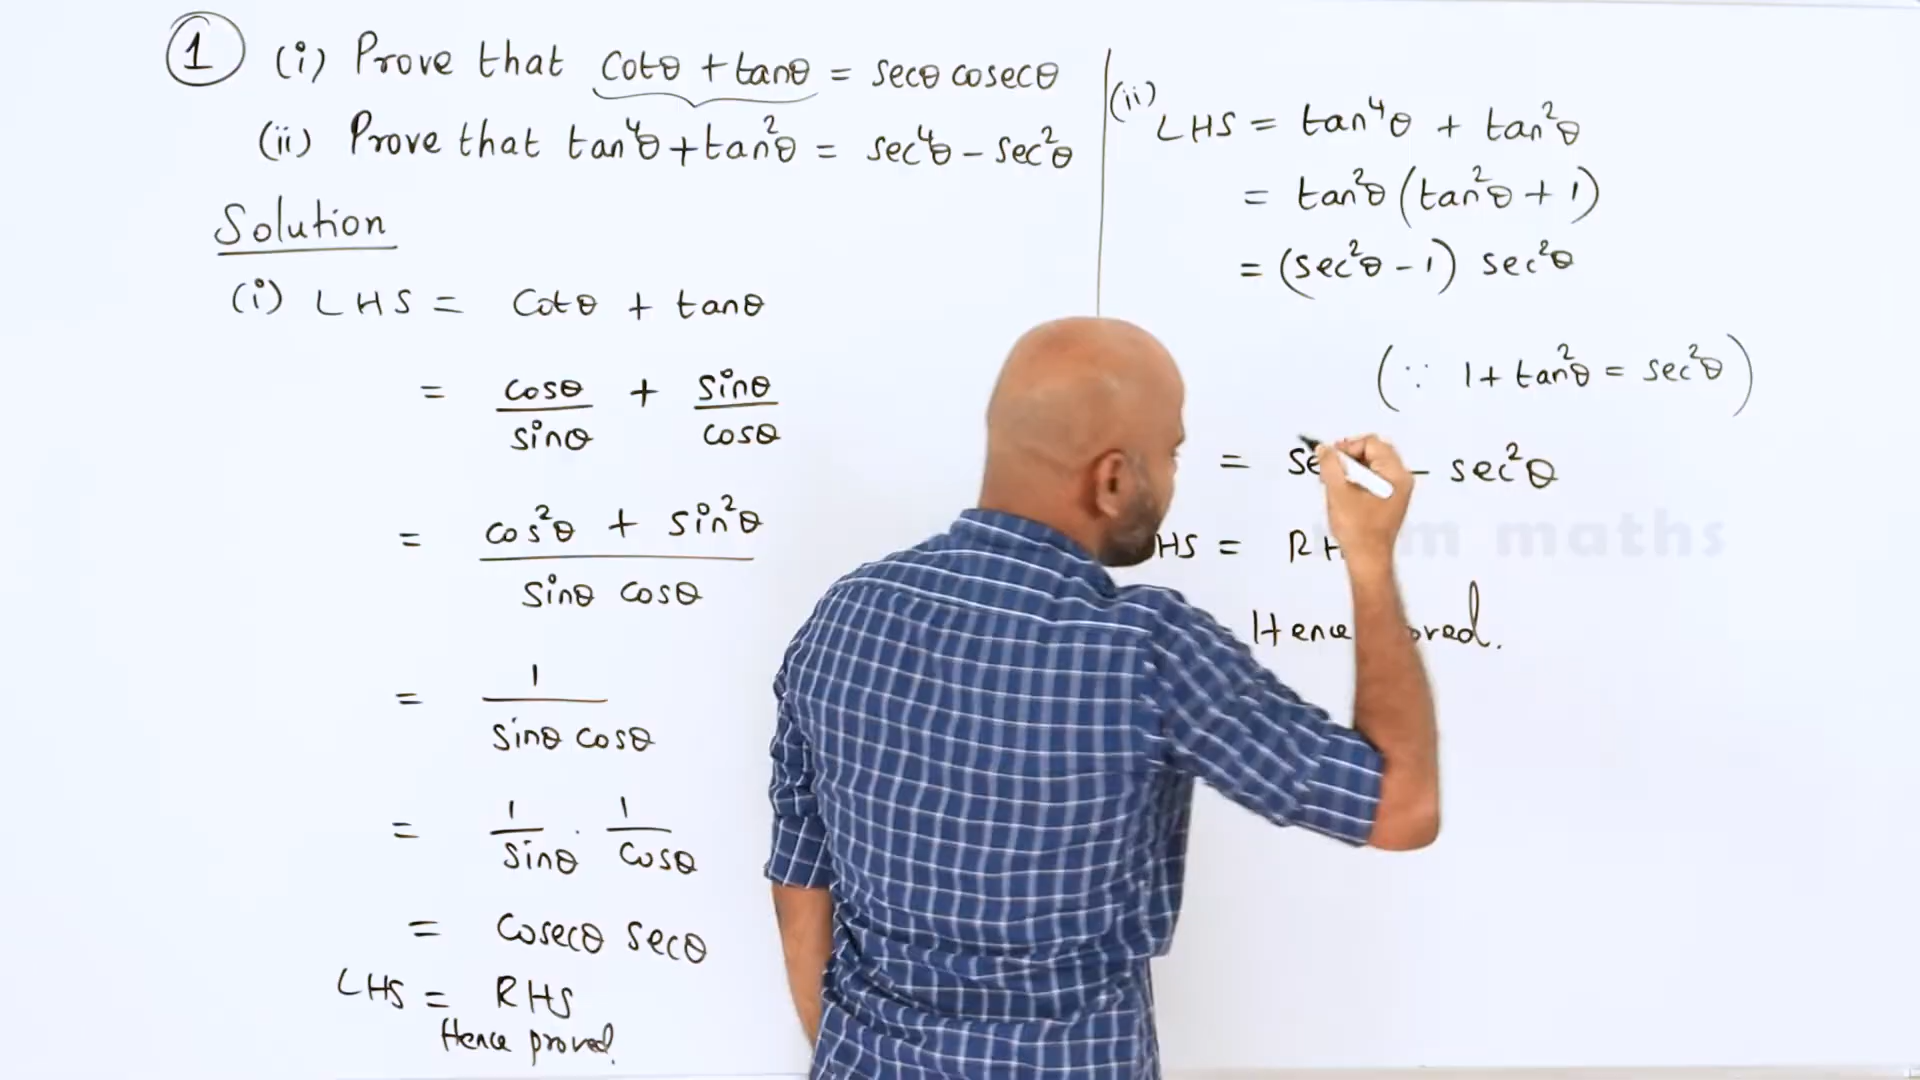 1 (i) Prove that cotθ + tanθ = secθ cosecθ
(ii) Prove that tan⁴θ + tan²θ = sec⁴θ - sec²θ
Solution
(i) LHS = cotθ + tanθ
= cosθ/sinθ + sinθ/cosθ
= (cos²θ + sin²θ)/(sinθ cosθ)
= 1/(sinθ cosθ)
= 1/sinθ · 1/cosθ
= cosecθ secθ
LHS = RHS
Hence proved.
(ii) LHS = tan⁴θ + tan²θ
= tan²θ (tan²θ + 1)
= (sec²θ - 1) sec²θ
(∵ 1 + tan²θ = sec²θ)
= - sec²θ
HS =
Hence
maths